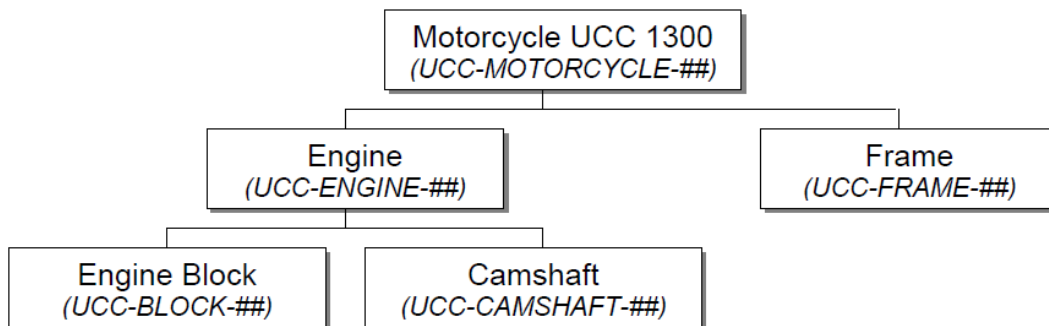 Motorcycle UCC 1300
(UCC-MOTORCYCLE-##)
Engine
(UCC-ENGINE-##)
Frame
(UCC-FRAME-##)
Engine Block
(UCC-BLOCK-##)
Camshaft
(UCC-CAMSHAFT-##)